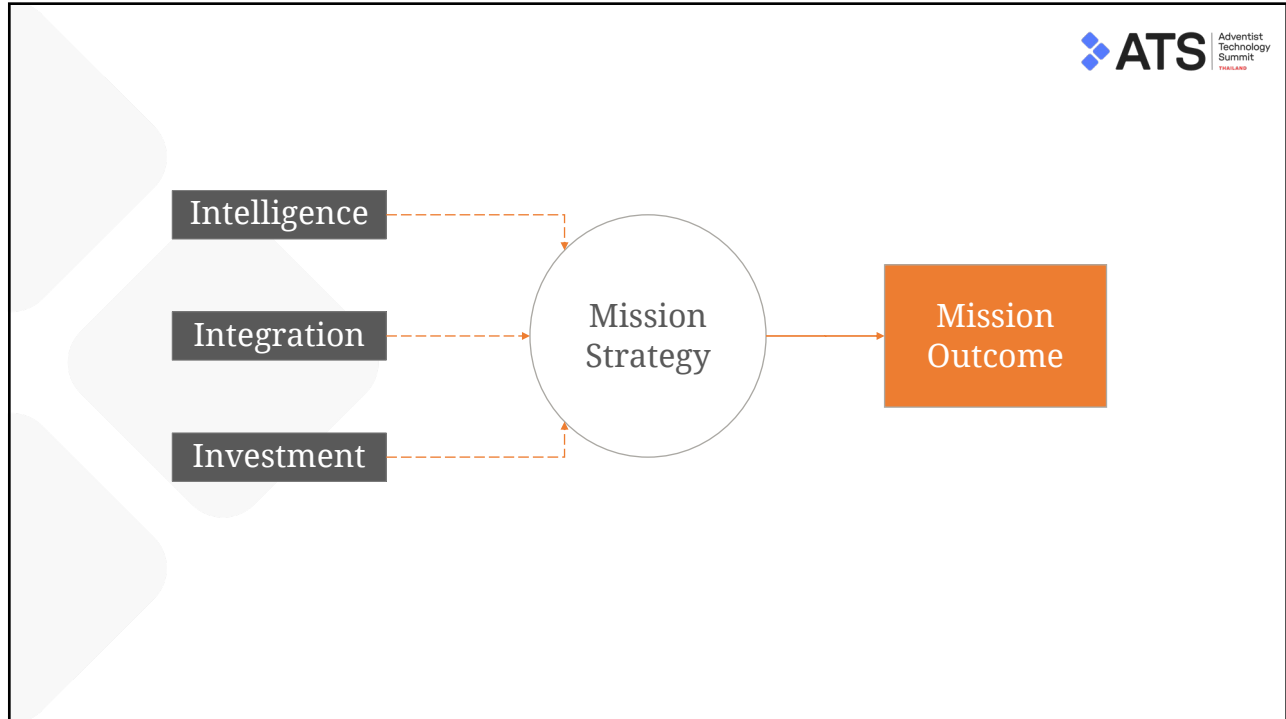 ATS
Adventist
Technology
Summit
THAILAND
Intelligence
Integration
Investment
Mission
Strategy
Mission
Outcome